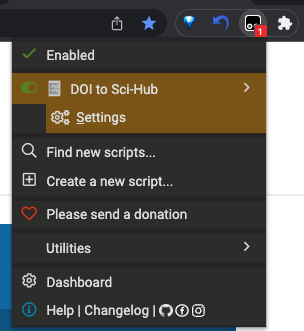 1
Enabled
DOI to Sci-Hub
Settings
Find new scripts...
Create a new script...
Please send a donation
Utilities
Dashboard
Help | Changelog |